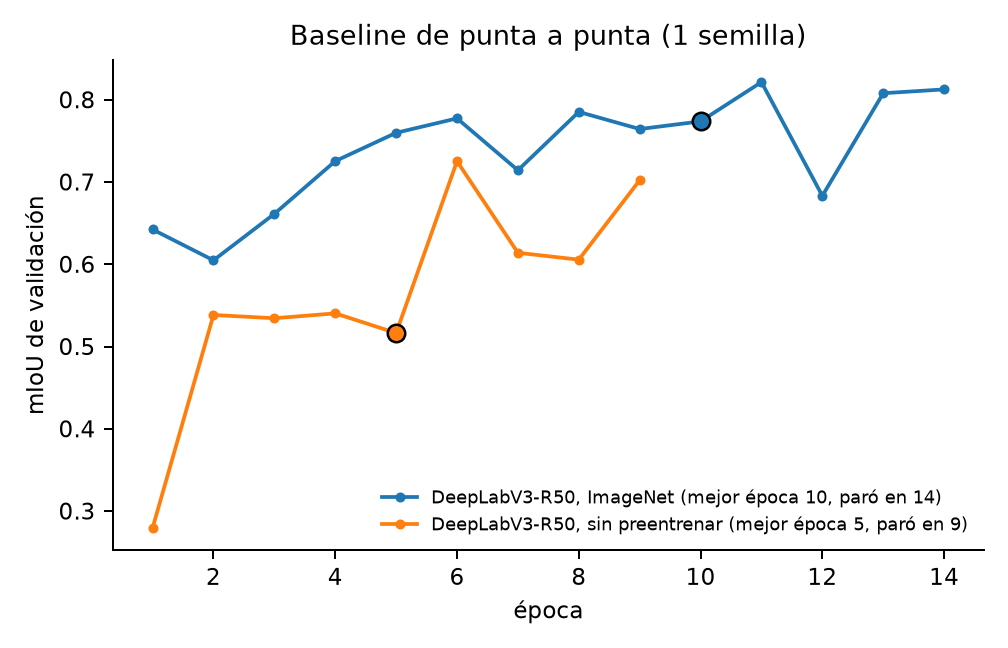 Baseline de punta a punta (1 semilla)
mIoU de validación
0.8
0.7
0.6
0.5
0.4
0.3
DeepLabV3-R50, ImageNet (mejor época 10, paró en 14)
DeepLabV3-R50, sin preentrenar (mejor época 5, paró en 9)
2 4 6 8 10 12 14
época